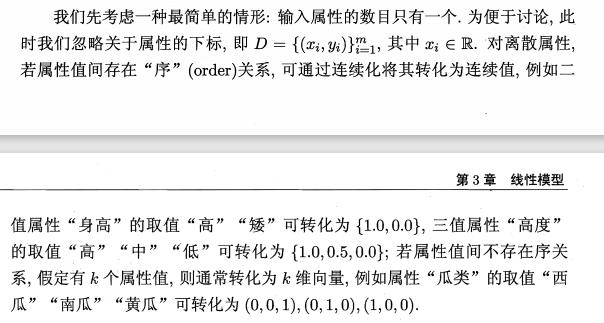 我们先考虑一种最简单的情形: 输入属性的数目只有一个. 为便于讨论, 此
时我们忽略关于属性的下标, 即 D = {(xᵢ, yᵢ)}ᵐᵢ₌₁, 其中 xᵢ ∈ ℝ. 对离散属性,
若属性值间存在“序”(order)关系, 可通过连续化将其转化为连续值, 例如二
第 3 章 线性模型
值属性“身高”的取值“高”“矮”可转化为 {1.0, 0.0}, 三值属性“高度”
的取值“高”“中”“低”可转化为 {1.0, 0.5, 0.0}; 若属性值间不存在序关
系, 假定有 k 个属性值, 则通常转化为 k 维向量, 例如属性“瓜类”的取值“西
瓜”“南瓜”“黄瓜”可转化为 (0, 0, 1), (0, 1, 0), (1, 0, 0).